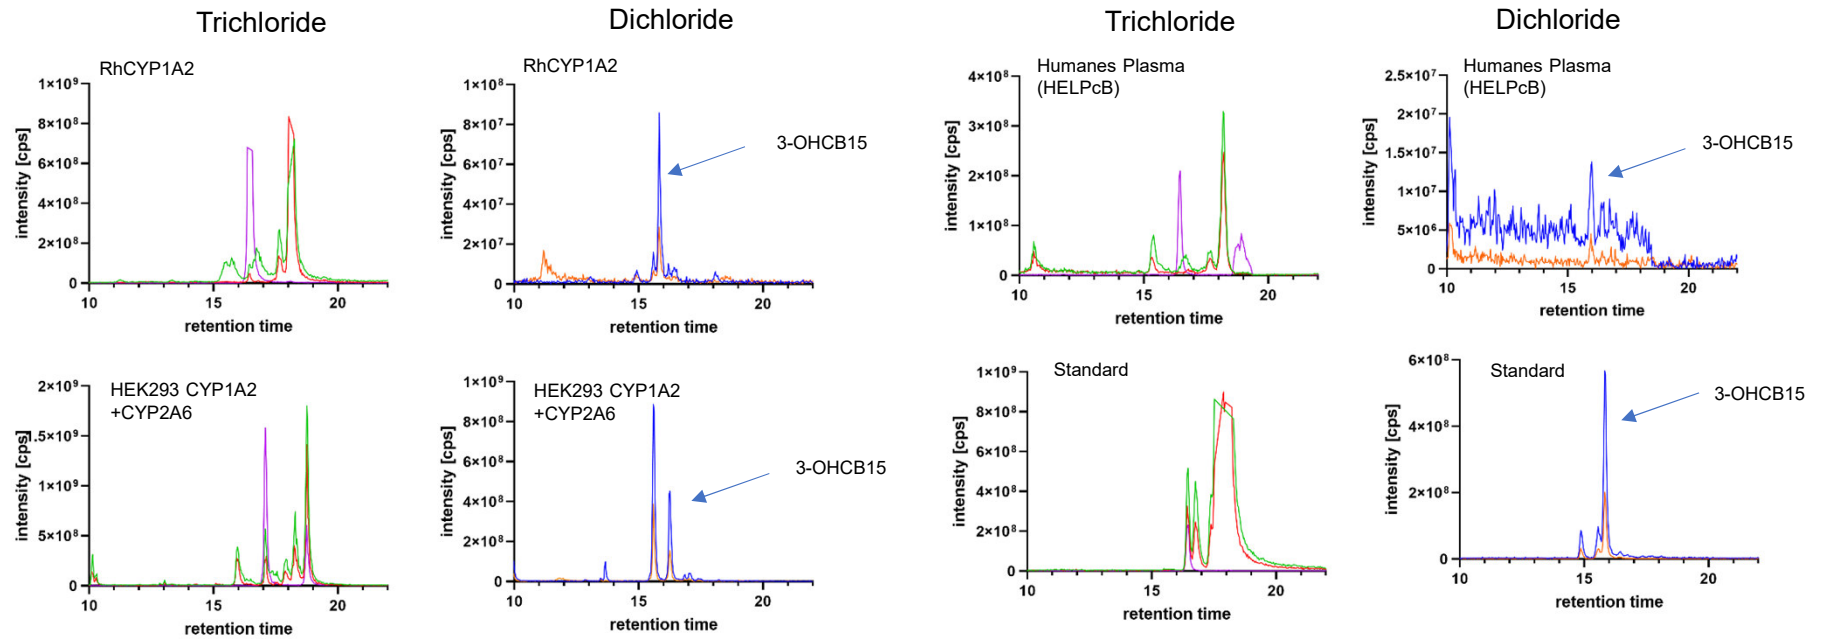 Trichloride
Dichloride
Trichloride
Dichloride
RhCYP1A2
1×10⁹
8×10⁸
6×10⁸
4×10⁸
2×10⁸
0
intensity [cps]
10
15
20
retention time
RhCYP1A2
1×10⁸
8×10⁷
6×10⁷
4×10⁷
2×10⁷
0
intensity [cps]
10
15
20
retention time
3-OHCB15
Humanes Plasma
(HELPcB)
4×10⁸
3×10⁸
2×10⁸
1×10⁸
0
intensity [cps]
10
15
20
retention time
Humanes Plasma
(HELPcB)
2.5×10⁷
2×10⁷
1.5×10⁷
1×10⁷
5×10⁶
0
intensity [cps]
10
15
20
retention time
3-OHCB15
HEK293 CYP1A2
+CYP2A6
2×10⁹
1.5×10⁹
1×10⁹
5×10⁸
0
intensity [cps]
10
15
20
retention time
HEK293 CYP1A2
+CYP2A6
1×10⁹
8×10⁸
6×10⁸
4×10⁸
2×10⁸
0
intensity [cps]
10
15
20
retention time
3-OHCB15
Standard
1×10⁹
8×10⁸
6×10⁸
4×10⁸
2×10⁸
0
intensity [cps]
10
15
20
retention time
Standard
6×10⁸
4×10⁸
2×10⁸
0
intensity [cps]
10
15
20
retention time
3-OHCB15